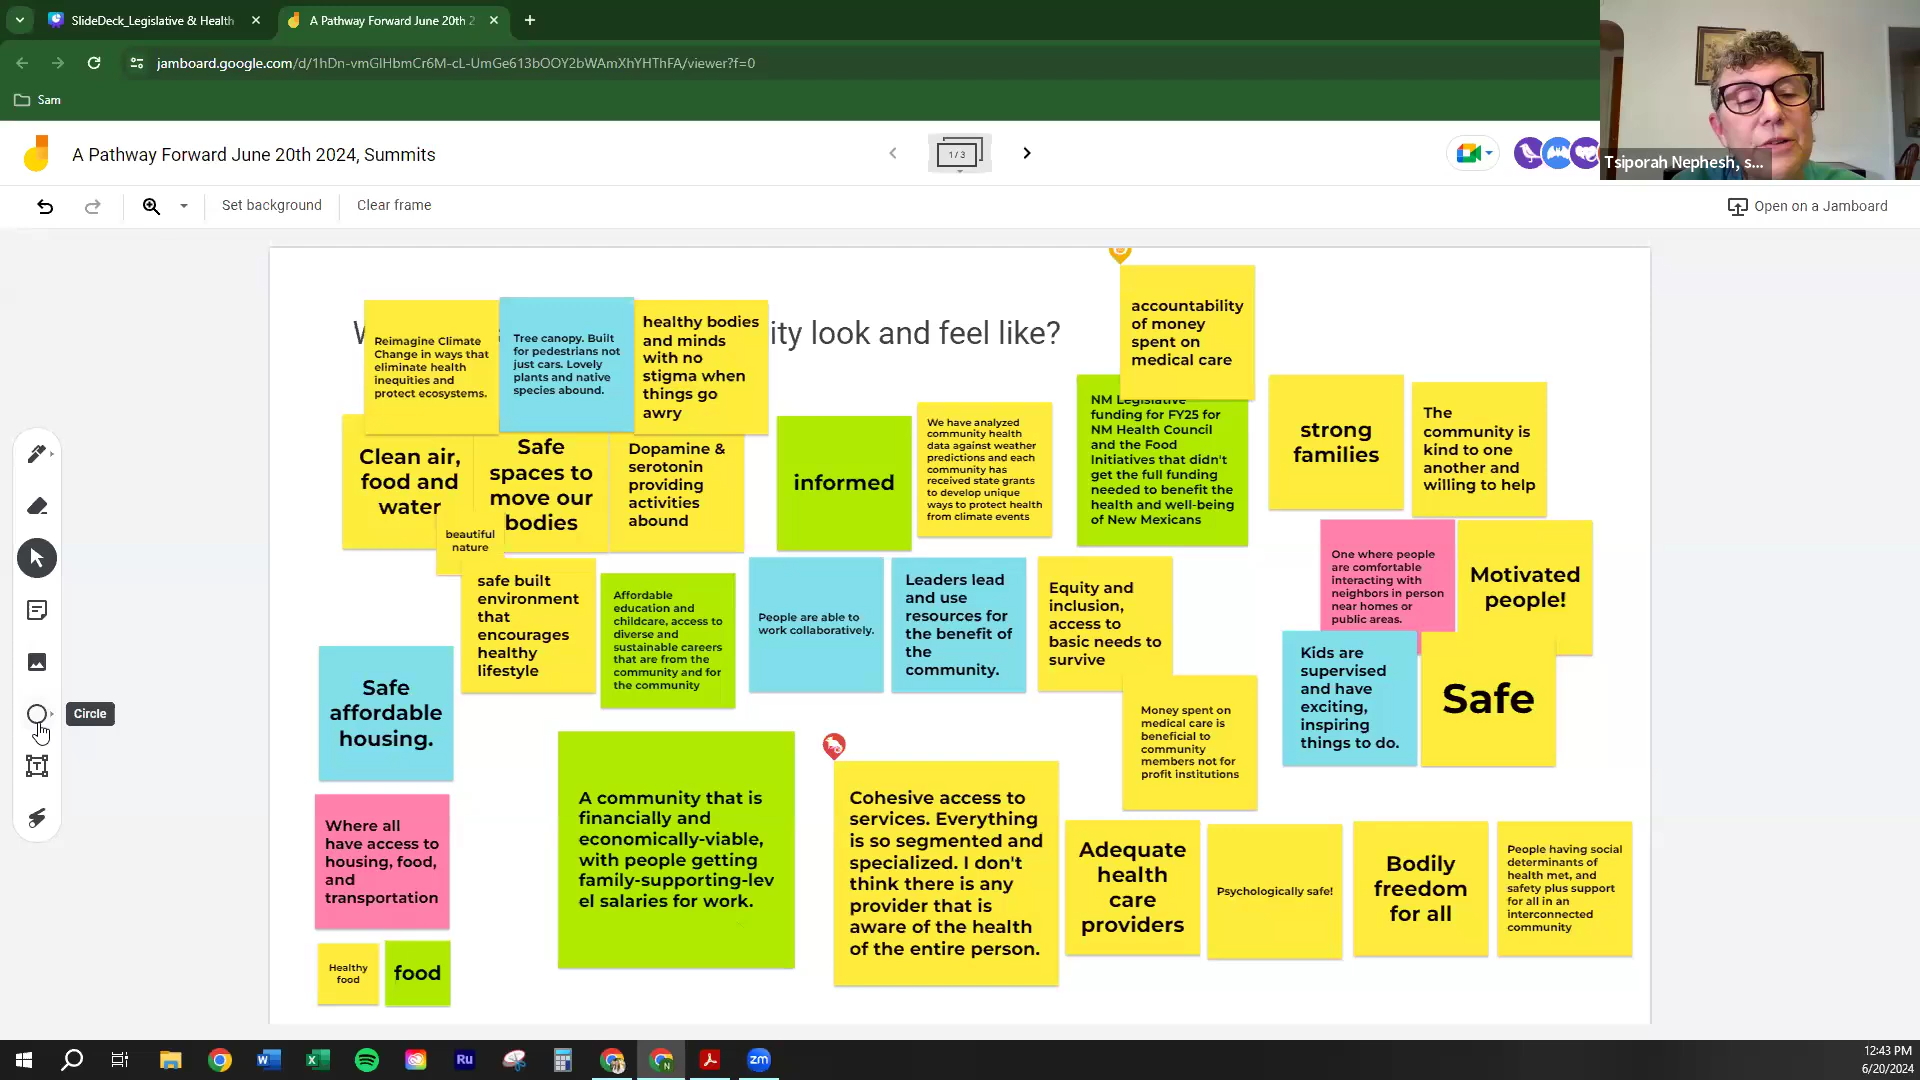 SlideDeck_Legislative & Health
A Pathway Forward June 20th 2
jamboard.google.com/d/1hDn-vmGlHbmCr6M-cL-UmGe613bOOY2bWAmXhYHThFA/viewer?f=0
Sam
Tsiporah Nephesh, s...
A Pathway Forward June 20th 2024, Summits
1 / 3
Set background
Clear frame
Open on a Jamboard
ity look and feel like?
Reimagine Climate
Change in ways that
eliminate health
inequities and
protect ecosystems.
Tree canopy. Built
for pedestrians not
just cars. Lovely
plants and native
species abound.
healthy bodies
and minds
with no
stigma when
things go
awry
accountability
of money
spent on
medical care
Clean air,
food and
water
Safe
spaces to
move our
bodies
Dopamine &
serotonin
providing
activities
abound
informed
We have analyzed
community health
data against weather
predictions and each
community has
received state grants
to develop unique
ways to protect health
from climate events
NM Legislative
funding for FY25 for
NM Health Council
and the Food
Initiatives that didn't
get the full funding
needed to benefit the
health and well-being
of New Mexicans
strong
families
The
community is
kind to one
another and
willing to help
beautiful
nature
safe built
environment
that
encourages
healthy
lifestyle
Affordable
education and
childcare, access to
diverse and
sustainable careers
that are from the
community and for
the community
People are able to
work collaboratively.
Leaders lead
and use
resources for
the benefit of
the
community.
Equity and
inclusion,
access to
basic needs to
survive
One where people
are comfortable
interacting with
neighbors in person
near homes or
public areas.
Motivated
people!
Safe
affordable
housing.
Money spent on
medical care is
beneficial to
community
members not for
profit institutions
Kids are
supervised
and have
exciting,
inspiring
things to do.
Safe
Circle
Where all
have access to
housing, food,
and
transportation
A community that is
financially and
economically-viable,
with people getting
family-supporting-lev
el salaries for work.
Cohesive access to
services. Everything
is so segmented and
specialized. I don't
think there is any
provider that is
aware of the health
of the entire person.
Adequate
health
care
providers
Psychologically safe!
Bodily
freedom
for all
People having social
determinants of
health met, and
safety plus support
for all in an
interconnected
community
Healthy
food
food
Ru
zm
12:43 PM
6/20/2024